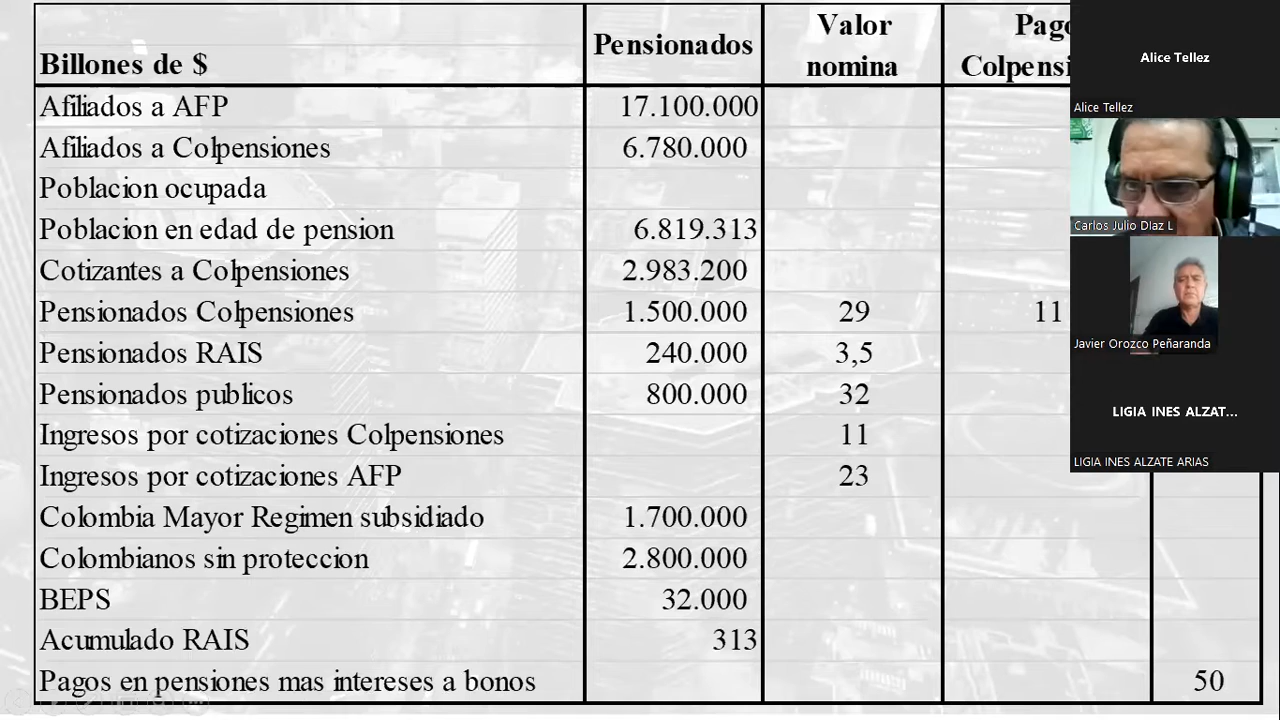 Billones de $ Pensionados Valor nomina
Afiliados a AFP 17.100.000
Afiliados a Colpensiones 6.780.000
Poblacion ocupada
Poblacion en edad de pension 6.819.313
Cotizantes a Colpensiones 2.983.200
Pensionados Colpensiones 1.500.000 29 11
Pensionados RAIS 240.000 3,5
Pensionados publicos 800.000 32
Ingresos por cotizaciones Colpensiones 11
Ingresos por cotizaciones AFP 23
Colombia Mayor Regimen subsidiado 1.700.000
Colombianos sin proteccion 2.800.000
BEPS 32.000
Acumulado RAIS 313
Pagos en pensiones mas intereses a bonos 50
Alice Tellez
Alice Tellez
Carlos Julio DIaz L
Javier Orozco Peñaranda
LIGIA INES ALZAT...
LIGIA INES ALZATE ARIAS